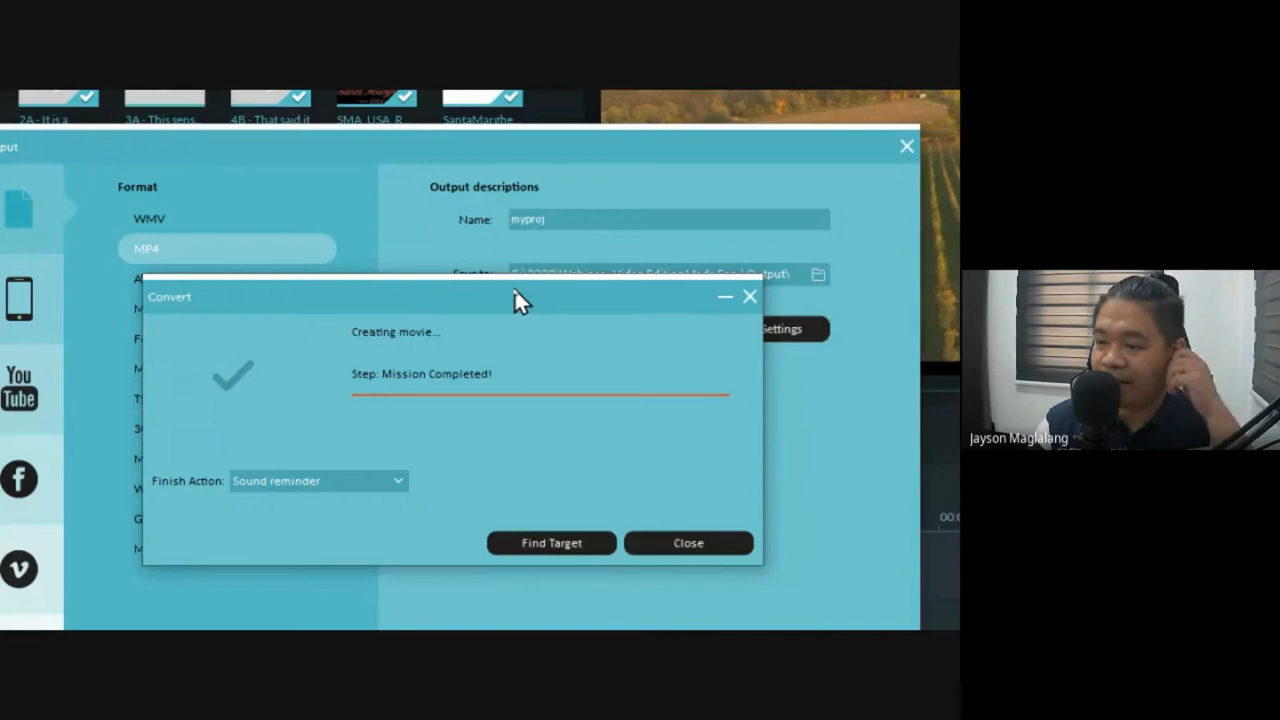 2A - It is a
3A - This sens..
4B - That said it
SMA_USA_R..
SantaMarghe..
put
Format
Output descriptions
WMV
Name: myproj
MP4
Convert
Settings
Creating movie...
You
Tube
Step: Mission Completed!
Jayson Maglalang
Finish Action: Sound reminder
Find Target
Close